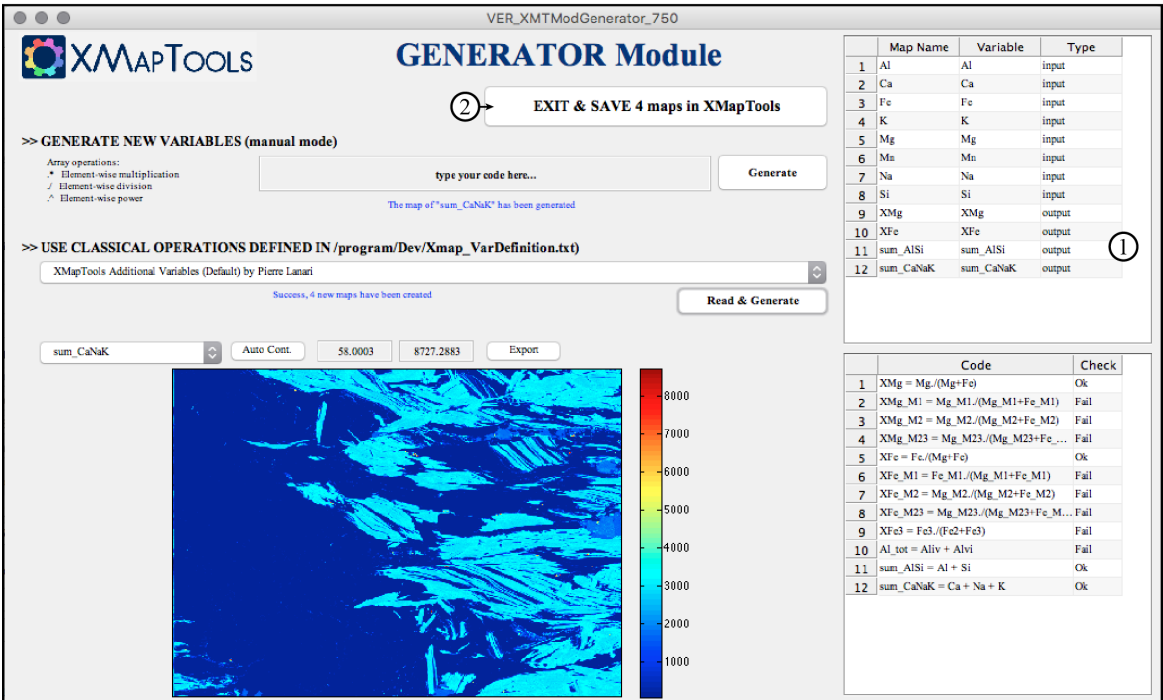 VER_XMTModGenerator_750
XMAPTOOLS
GENERATOR Module
② EXIT & SAVE 4 maps in XMapTools
>> GENERATE NEW VARIABLES (manual mode)
Array operations:
.* Element-wise multiplication
./ Element-wise division
.^ Element-wise power
type your code here...
Generate
The map of "sum_CaNaK" has been generated
>> USE CLASSICAL OPERATIONS DEFINED IN /program/Dev/Xmap_VarDefinition.txt)
XMapTools Additional Variables (Default) by Pierre Lanari
Success, 4 new maps have been created
Read & Generate
sum_CaNaK
Auto Cont.
58.0003
8727.2883
Export
8000
7000
6000
5000
4000
3000
2000
1000
Map Name Variable Type
1 Al Al input
2 Ca Ca input
3 Fe Fe input
4 K K input
5 Mg Mg input
6 Mn Mn input
7 Na Na input
8 Si Si input
9 XMg XMg output
10 XFe XFe output
11 sum_AlSi sum_AlSi output
12 sum_CaNaK sum_CaNaK output
①
Code Check
1 XMg = Mg./(Mg+Fe) Ok
2 XMg_M1 = Mg_M1./(Mg_M1+Fe_M1) Fail
3 XMg_M2 = Mg_M2./(Mg_M2+Fe_M2) Fail
4 XMg_M23 = Mg_M23./(Mg_M23+Fe_... Fail
5 XFe = Fe./(Mg+Fe) Ok
6 XFe_M1 = Fe_M1./(Mg_M1+Fe_M1) Fail
7 XFe_M2 = Mg_M2./(Mg_M2+Fe_M2) Fail
8 XFe_M23 = Mg_M23./(Mg_M23+Fe_M... Fail
9 XFe3 = Fe3./(Fe2+Fe3) Fail
10 Al_tot = Aliv + Alvi Fail
11 sum_AlSi = Al + Si Ok
12 sum_CaNaK = Ca + Na + K Ok